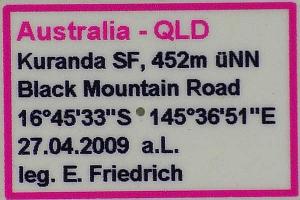 Australia - QLD
Kuranda SF, 452m üNN
Black Mountain Road
16°45'33"S 145°36'51"E
27.04.2009 a.L.
leg. E. Friedrich